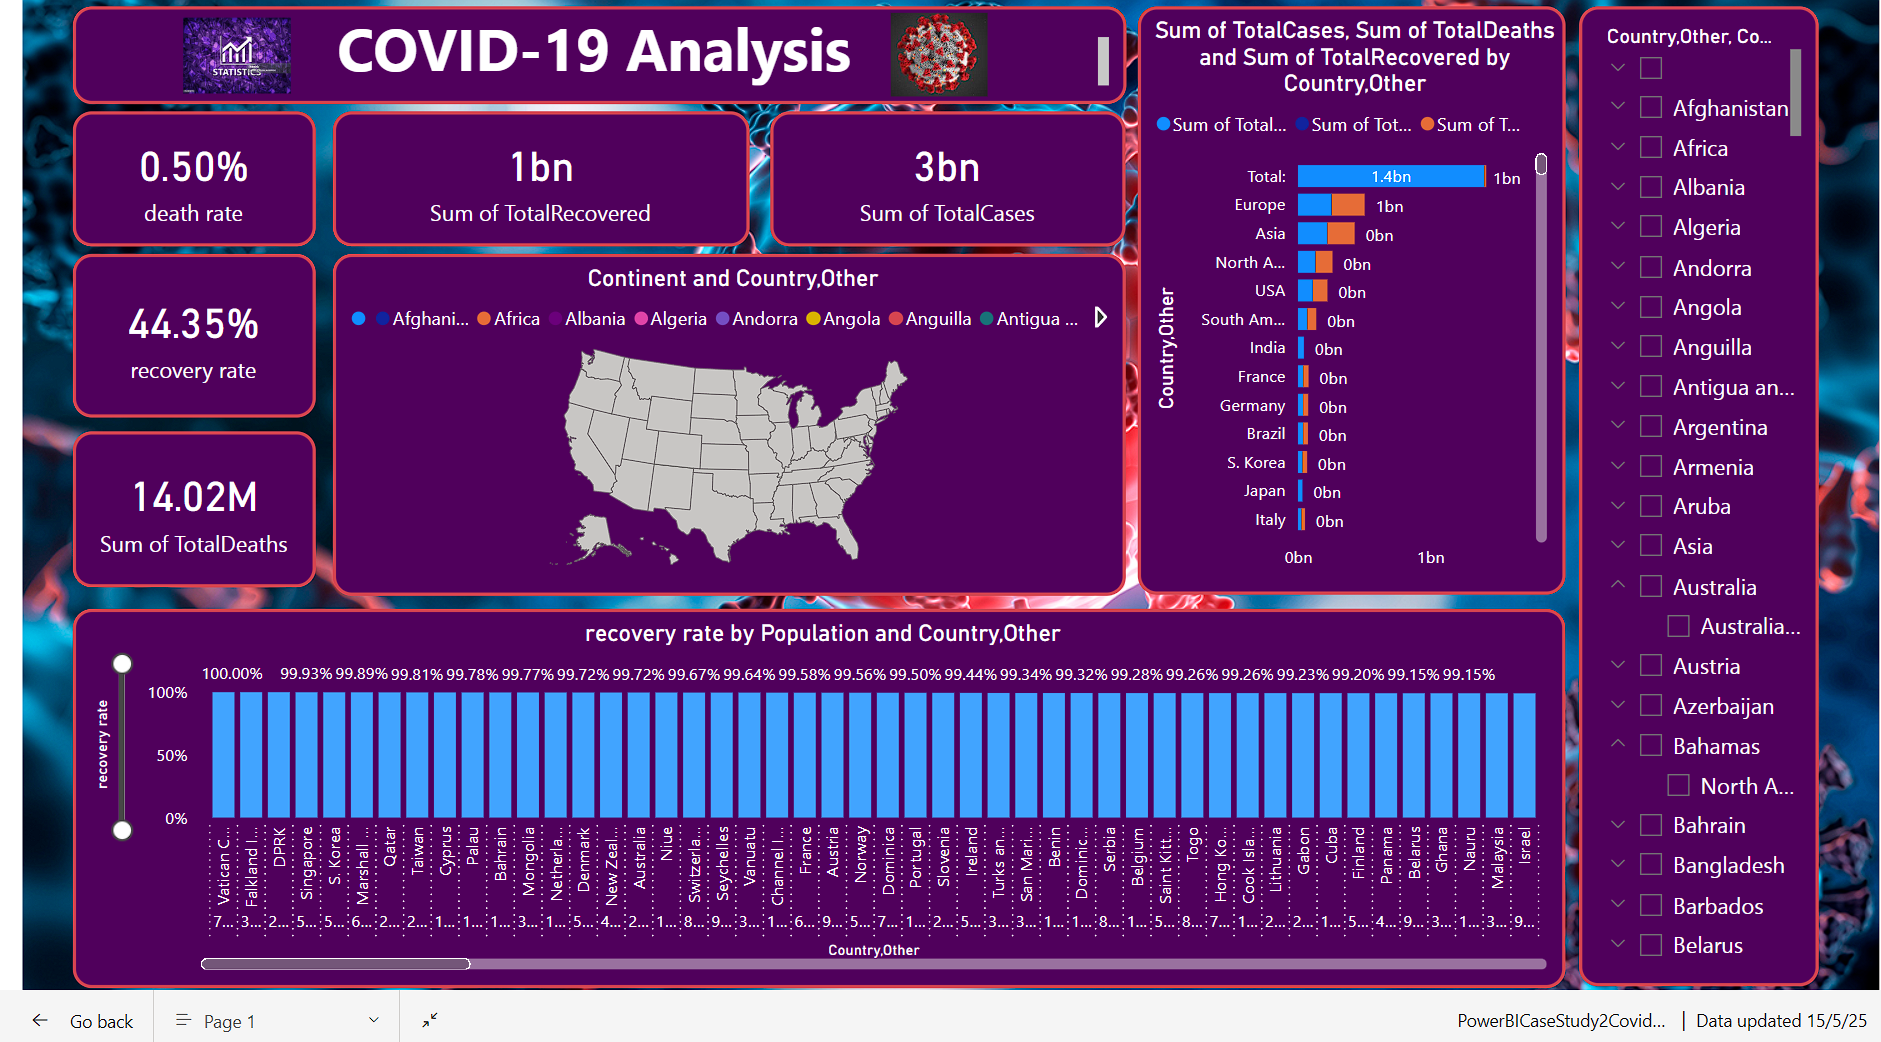 STATISTICS
COVID-19 Analysis
0.50%
death rate
1bn
Sum of TotalRecovered
3bn
Sum of TotalCases
44.35%
recovery rate
14.02M
Sum of TotalDeaths
Continent and Country,Other
Afghani... Africa Albania Algeria Andorra Angola Anguilla Antigua ...
Sum of TotalCases, Sum of TotalDeaths
and Sum of TotalRecovered by
Country,Other
Sum of Total... Sum of Tot... Sum of T...
Country,Other
Total: 1.4bn 1bn
Europe 1bn
Asia 0bn
North A... 0bn
USA 0bn
South Am... 0bn
India 0bn
France 0bn
Germany 0bn
Brazil 0bn
S. Korea 0bn
Japan 0bn
Italy 0bn
0bn 1bn
Country,Other, Co...
Afghanistan
Africa
Albania
Algeria
Andorra
Angola
Anguilla
Antigua an...
Argentina
Armenia
Aruba
Asia
Australia
Australia...
Austria
Azerbaijan
Bahamas
North A...
Bahrain
Bangladesh
Barbados
Belarus
recovery rate by Population and Country,Other
recovery rate
100%
50%
0%
100.00% 99.93% 99.89% 99.81% 99.78% 99.77% 99.72% 99.72% 99.67% 99.64% 99.58% 99.56% 99.50% 99.44% 99.34% 99.32% 99.28% 99.26% 99.26% 99.23% 99.20% 99.15% 99.15%
Vatican C... Falkland I... DPRK Singapore S. Korea Marshall ... Qatar Taiwan Cyprus Palau Bahrain Mongolia Netherla... Denmark New Zeal... Australia Niue Switzerla... Seychelles Vanuatu Channel I... France Austria Norway Dominica Portugal Slovenia Ireland Turks an... San Mari... Benin Dominic... Serbia Belgium Saint Kitt... Togo Hong Ko... Cook Isla... Lithuania Gabon Cuba Finland Panama Belarus Ghana Nauru Malaysia Israel
7... 3... 2... 5... 5... 6... 2... 2... 1... 1... 1... 3... 1... 5... 4... 2... 1... 8... 9... 3... 1... 6... 9... 5... 7... 1... 2... 5... 3... 3... 1... 1... 8... 1... 5... 8... 7... 1... 2... 2... 1... 5... 4... 9... 3... 1... 3... 9...
Country,Other
Go back
Page 1
PowerBICaseStudy2Covid... | Data updated 15/5/25